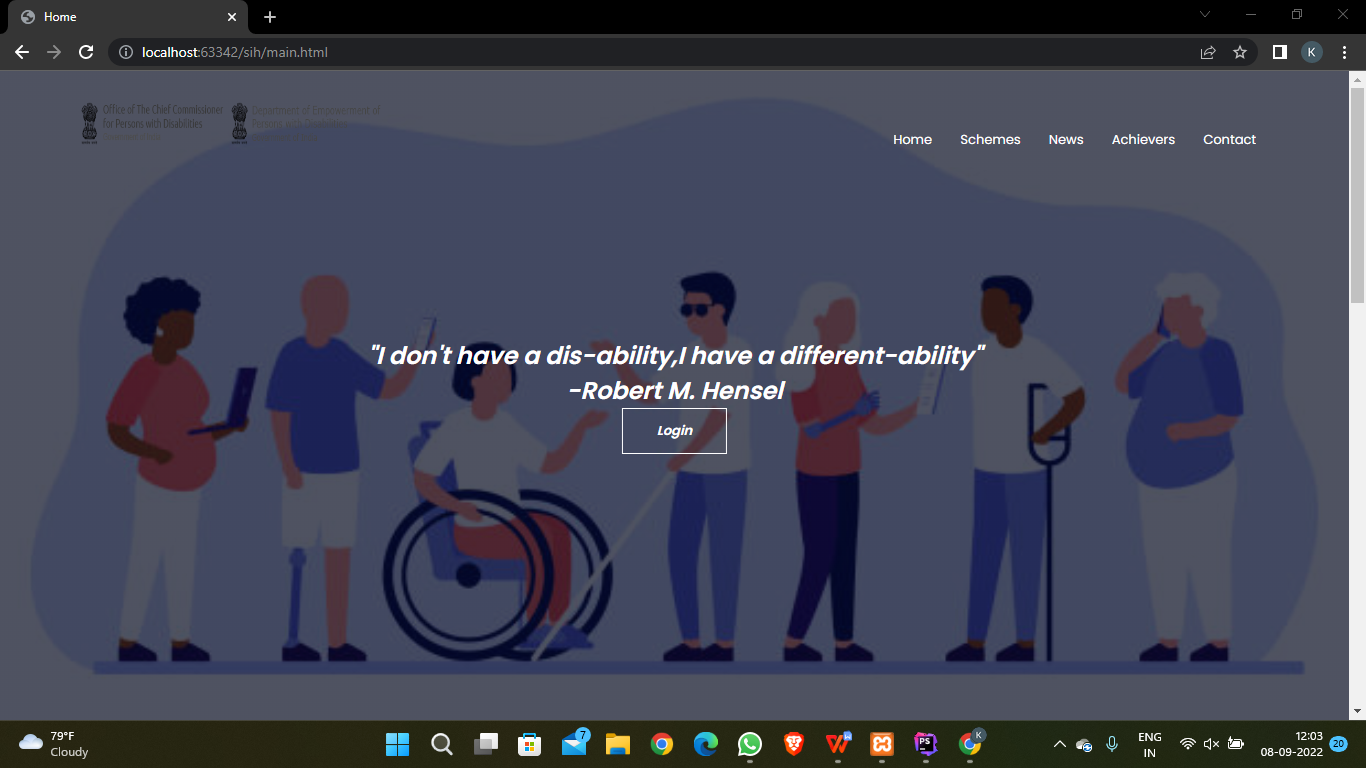 Home
localhost:63342/sih/main.html
K
Office of The Chief Commissioner
for Persons with Disabilities
Department of Empowerment of
Persons with Disabilities
Home Schemes News Achievers Contact
"I don't have a dis-ability,I have a different-ability"
-Robert M. Hensel
Login
79°F
Cloudy
7
PS
K
ENG
IN
12:03
08-09-2022
20